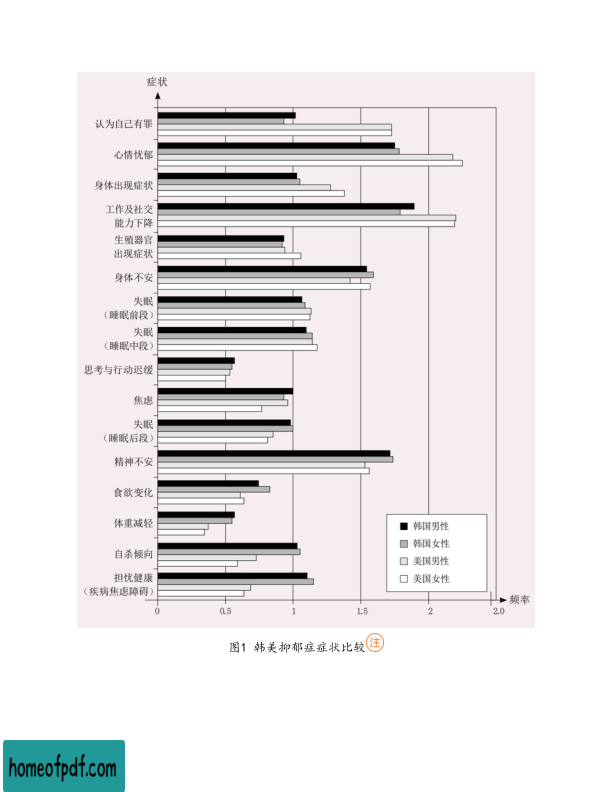 症状
认为自己有罪
心情忧郁
身体出现症状
工作及社交
能力下降
生殖器官
出现症状
身体不安
失眠
（睡眠前段）
失眠
（睡眠中段）
思考与行动迟缓
焦虑
失眠
（睡眠后段）
精神不安
食欲变化
体重减轻
自杀倾向
担忧健康
（疾病焦虑障碍）
韩国男性
韩国女性
美国男性
美国女性
0 0.5 1 1.5 2 2.0 频率
图1 韩美抑郁症症状比较 注
homeofpdf.com